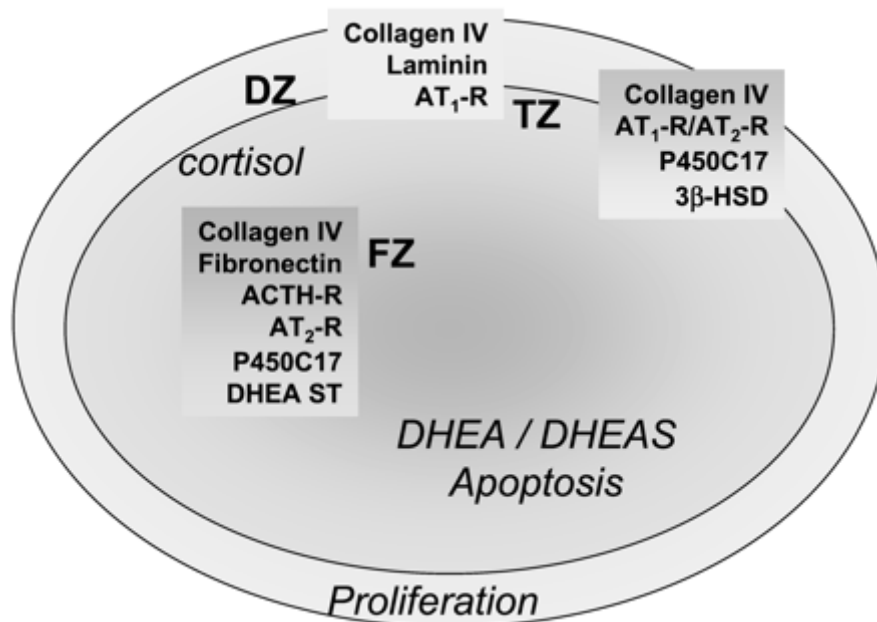 Collagen IV
Laminin
AT₁-R
DZ
TZ
Collagen IV
AT₁-R/AT₂-R
P450C17
3β-HSD
cortisol
Collagen IV
Fibronectin
ACTH-R
AT₂-R
P450C17
DHEA ST
FZ
DHEA / DHEAS
Apoptosis
Proliferation